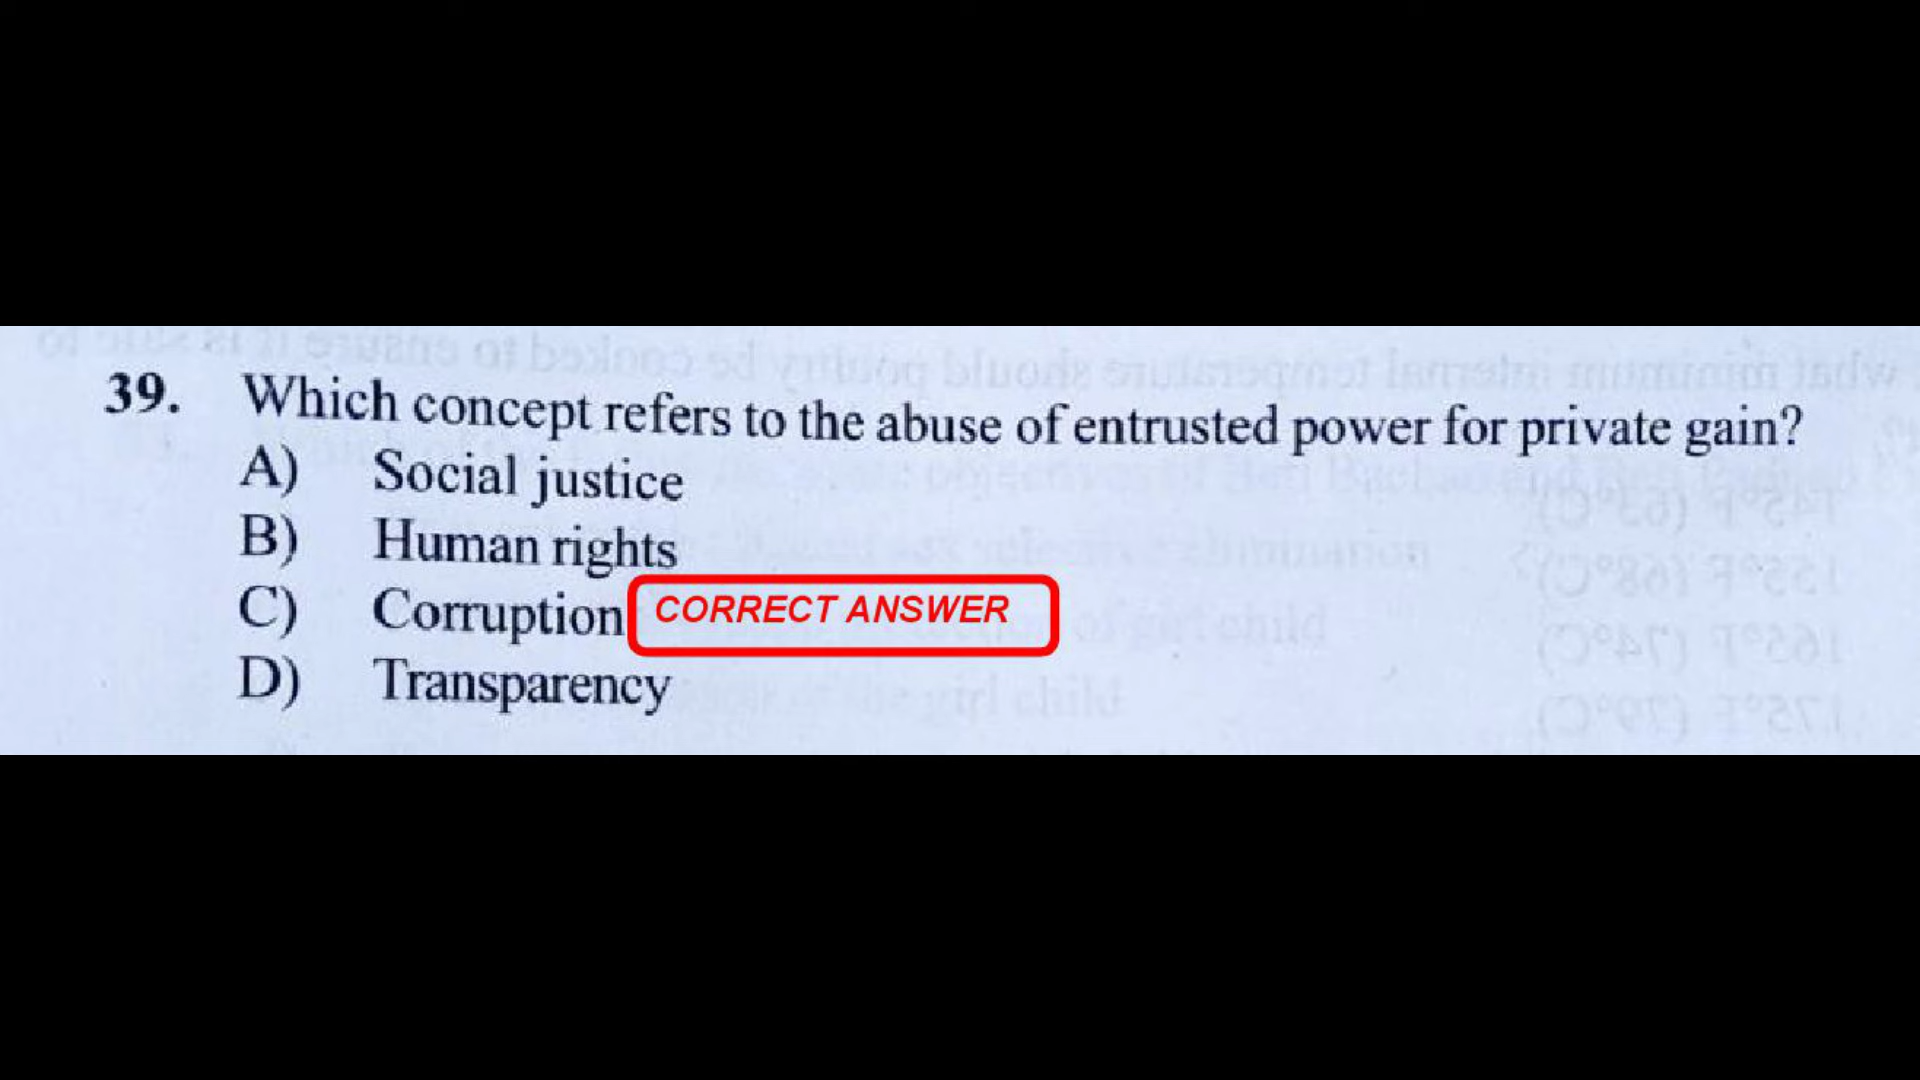 39. Which concept refers to the abuse of entrusted power for private gain?
A) Social justice
B) Human rights
C) Corruption CORRECT ANSWER
D) Transparency